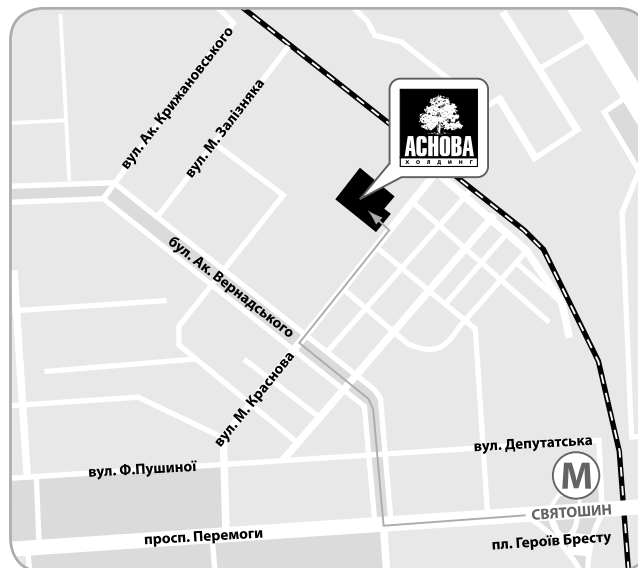 вул. Ак. Крижановського
вул. М. Залізняка
АСНОВА
ХОЛДИНГ
бул. Ак. Вернадського
вул. М. Краснова
вул. Депутатська
вул. Ф.Пушиної
М
СВЯТОШИН
просп. Перемоги
пл. Героїв Бресту